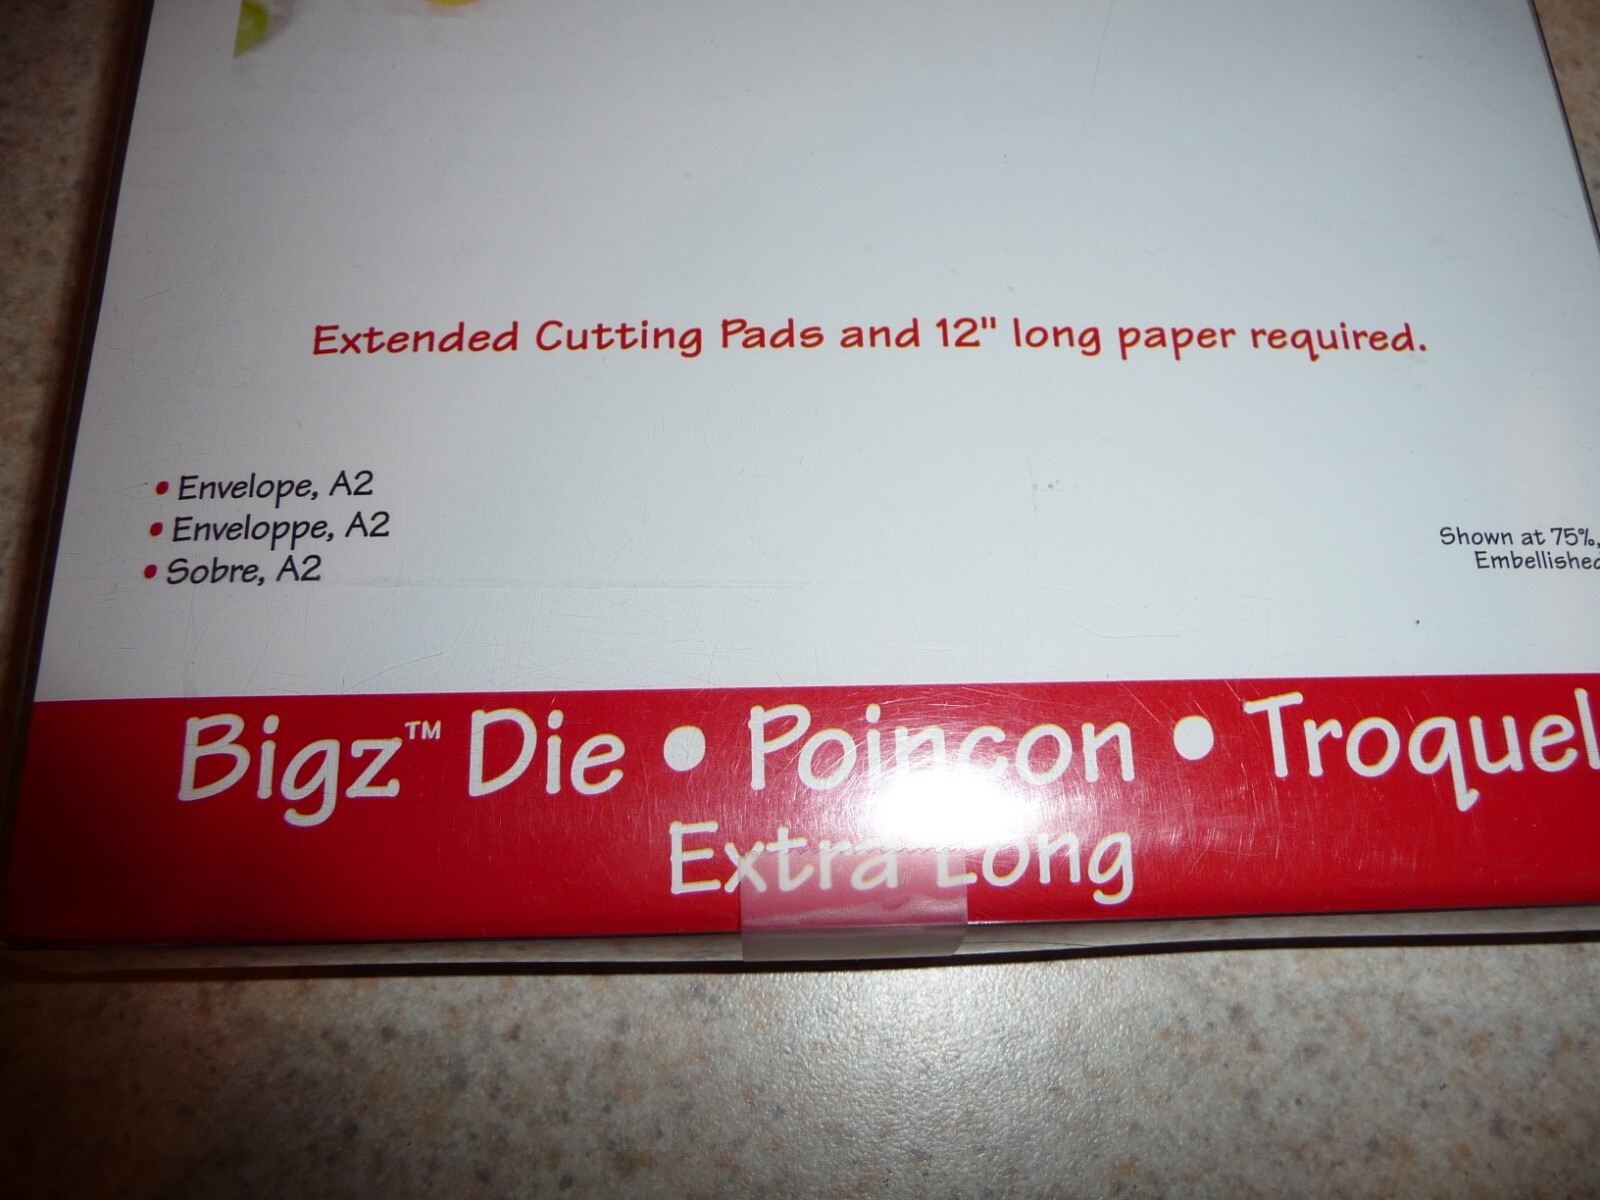 Extended Cutting Pads and 12" long paper required.
• Envelope, A2
• Enveloppe, A2
• Sobre, A2
Shown at 75%,
Embellished
Bigz™ Die • Poincon • Troquel
Extra Long